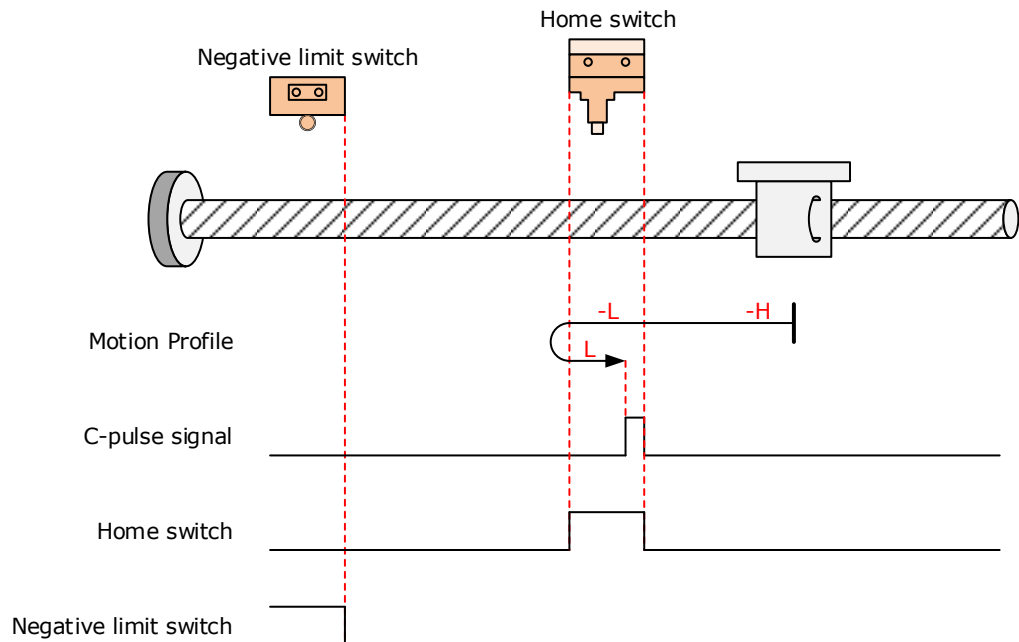 Home switch
Negative limit switch
-L
-H
Motion Profile
L
C-pulse signal
Home switch
Negative limit switch